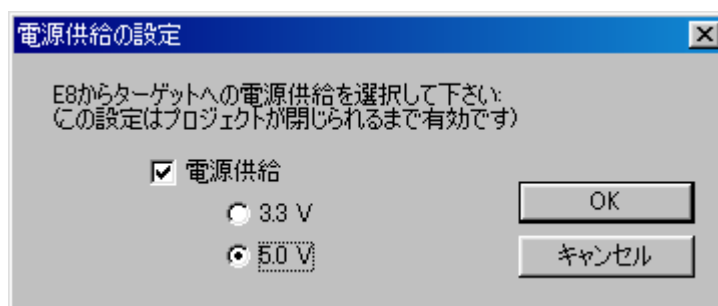 電源供給の設定
E8からターゲットへの電源供給を選択して下さい:
(この設定はプロジェクトが閉じられるまで有効です)
電源供給
3.3 V
5.0 V
OK
キャンセル